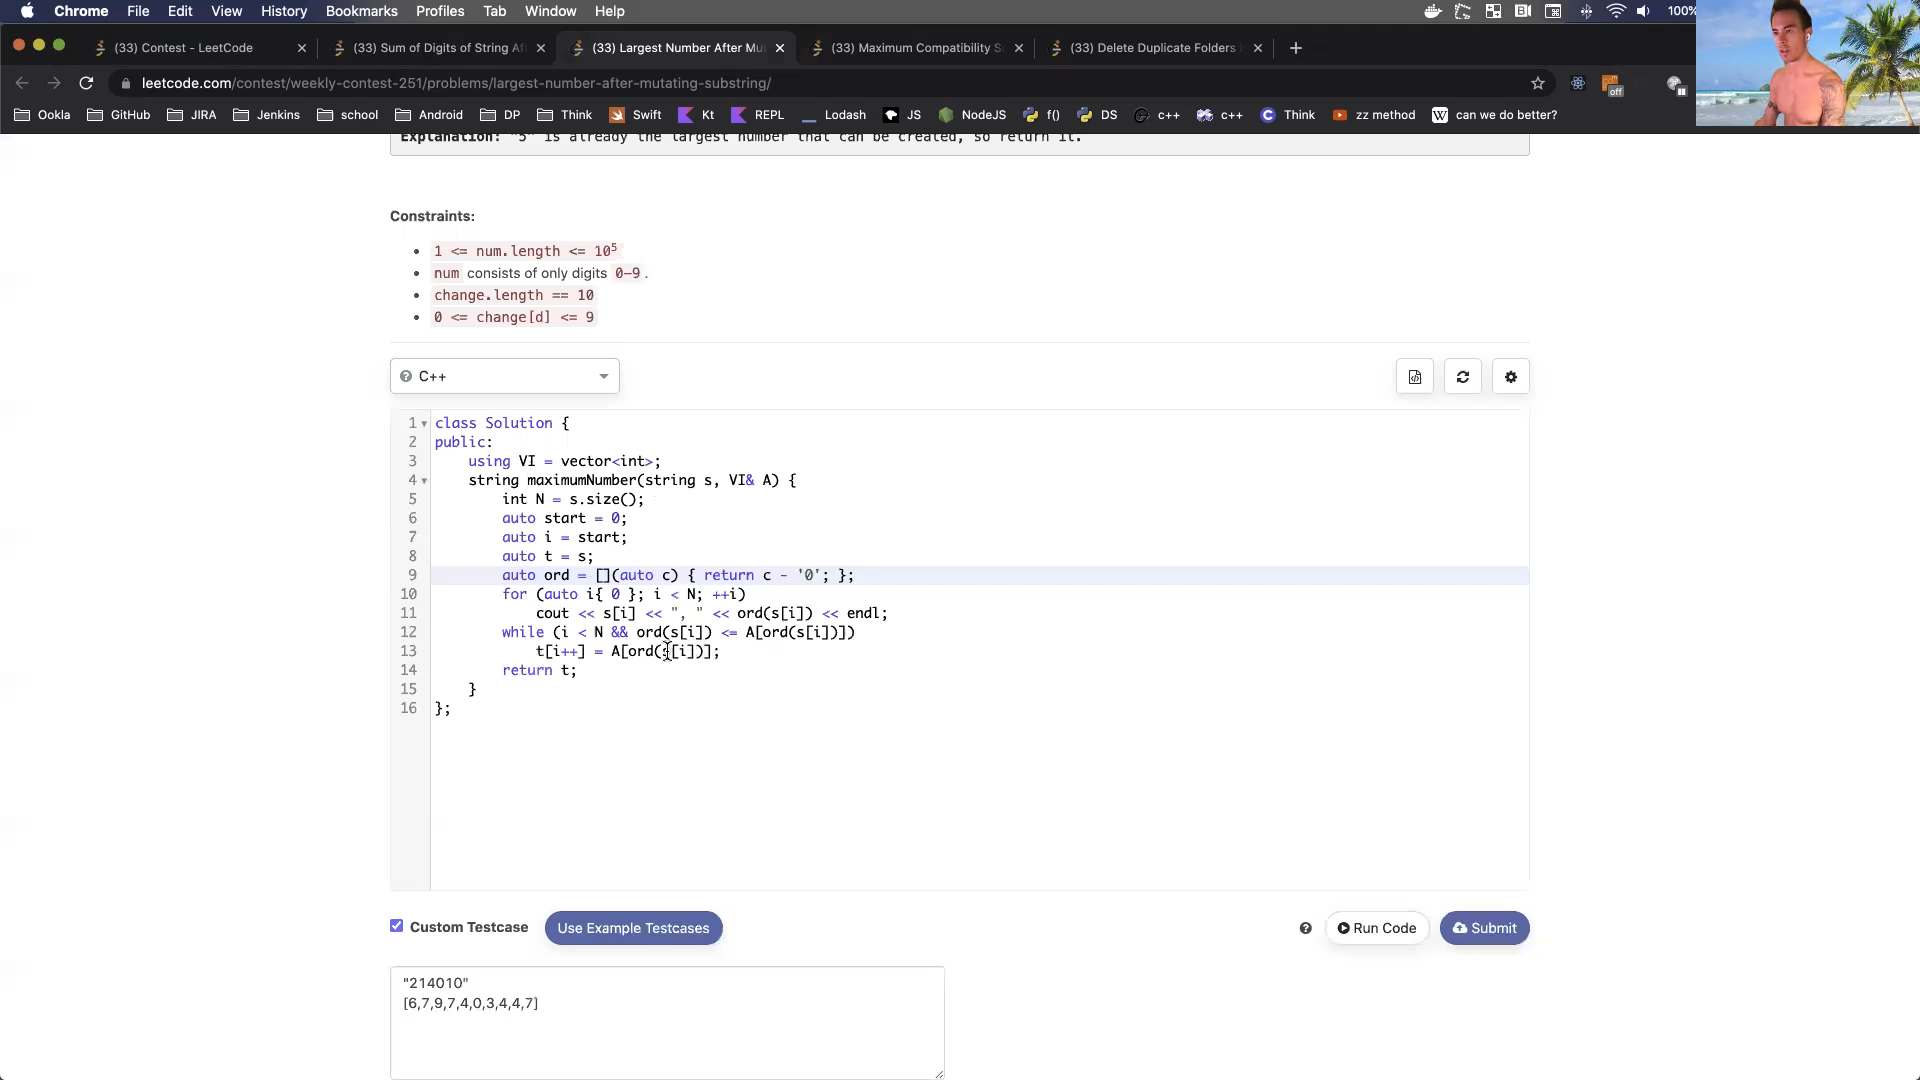 Chrome File Edit View History Bookmarks Profiles Tab Window Help 100%
(33) Contest - LeetCode (33) Sum of Digits of String Af (33) Largest Number After Mu (33) Maximum Compatibility Sc (33) Delete Duplicate Folders i
leetcode.com/contest/weekly-contest-251/problems/largest-number-after-mutating-substring/ off
Ookla GitHub JIRA Jenkins school Android DP Think Swift Kt REPL Lodash JS NodeJS f() DS c++ c++ Think zz method can we do better?
Explanation: "5" is already the largest number that can be created, so return it.
Constraints:
1 <= num.length <= 10⁵
num consists of only digits 0-9 .
change.length == 10
0 <= change[d] <= 9
C++
1 class Solution {
2 public:
3 using VI = vector<int>;
4 string maximumNumber(string s, VI& A) {
5 int N = s.size();
6 auto start = 0;
7 auto i = start;
8 auto t = s;
9 auto ord = [](auto c) { return c - '0'; };
10 for (auto i{ 0 }; i < N; ++i)
11 cout << s[i] << ", " << ord(s[i]) << endl;
12 while (i < N && ord(s[i]) <= A[ord(s[i])])
13 t[i++] = A[ord(s[i])];
14 return t;
15 }
16 };
Custom Testcase Use Example Testcases Run Code Submit
"214010"
[6,7,9,7,4,0,3,4,4,7]